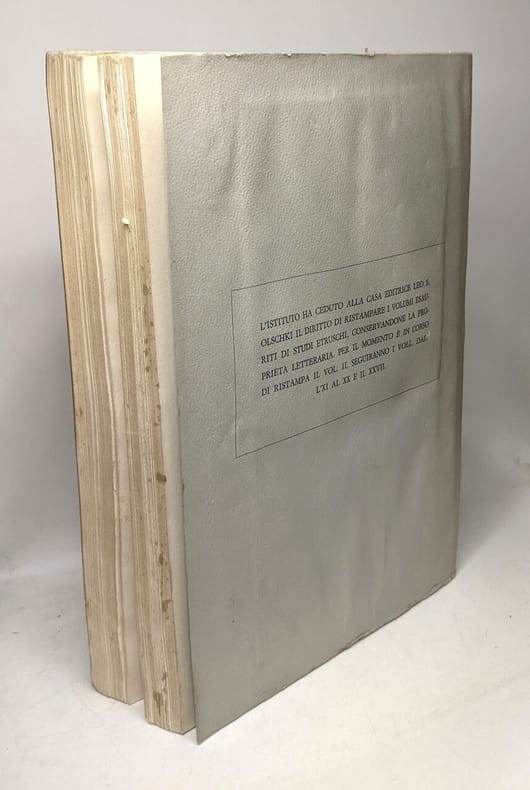 L'ISTITUTO HA CEDUTO ALLA CASA EDITRICE LEO S.
OLSCHKI IL DIRITTO DI RISTAMPARE I VOLUMI ESAU-
RITI DI STUDI ETRUSCHI, CONSERVANDONE LA PRO-
PRIETÀ LETTERARIA. PER IL MOMENTO È IN CORSO
DI RISTAMPA IL VOL. II. SEGUIRANNO I VOLL. DAL-
L'XI AL XX E IL XXVII.